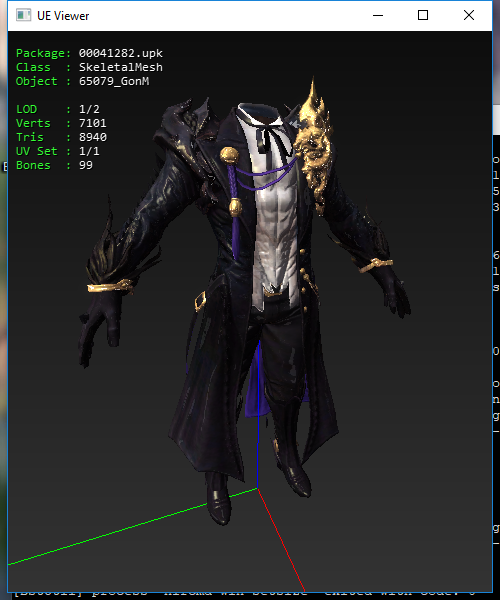 UE Viewer
Package: 00041282.upk
Class : SkeletalMesh
Object : 65079_GonM
LOD : 1/2
Verts : 7101
Tris : 8940
UV Set : 1/1
Bones : 99